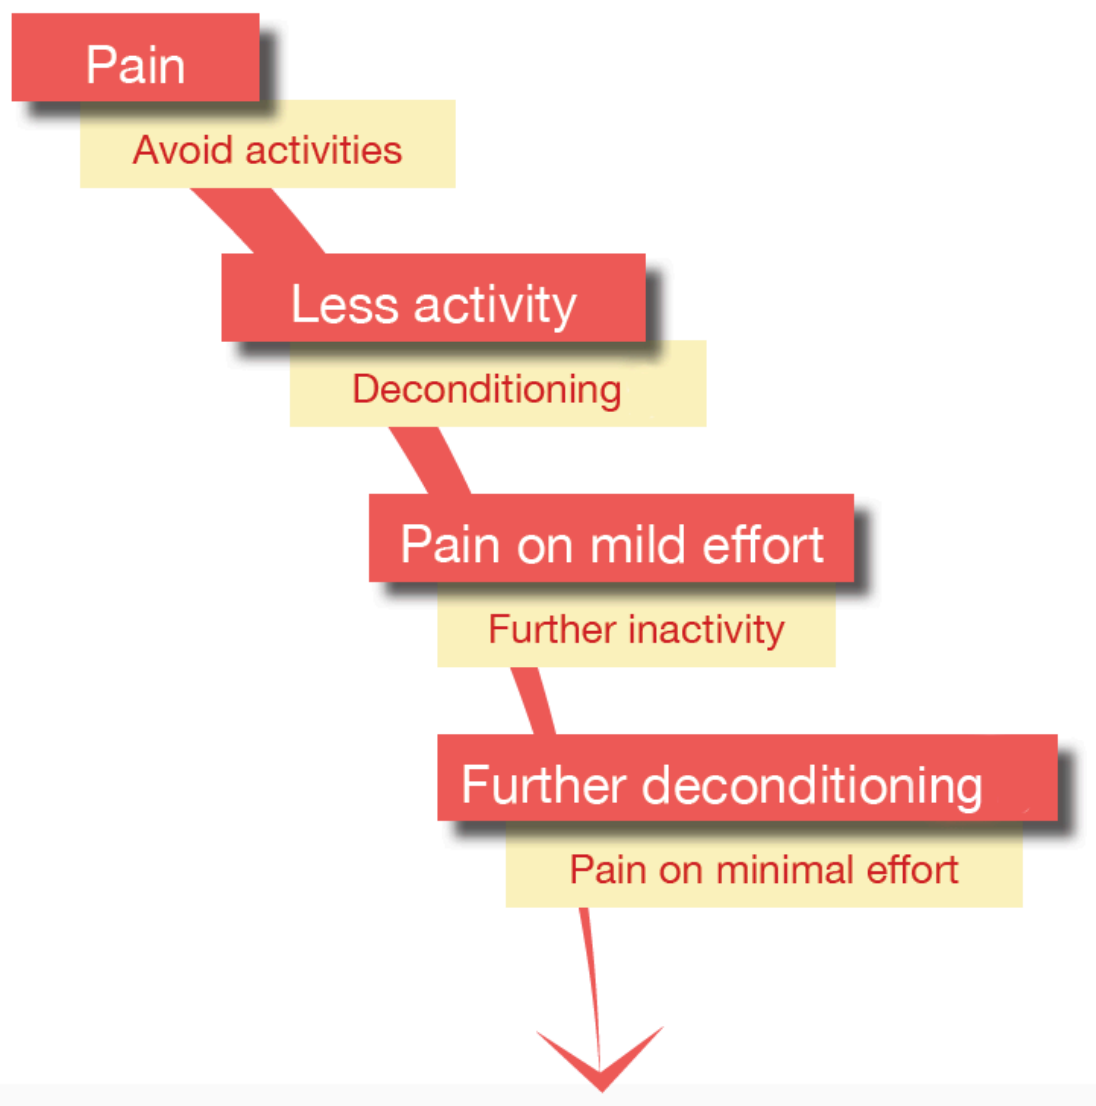 Pain
Avoid activities
Less activity
Deconditioning
Pain on mild effort
Further inactivity
Further deconditioning
Pain on minimal effort